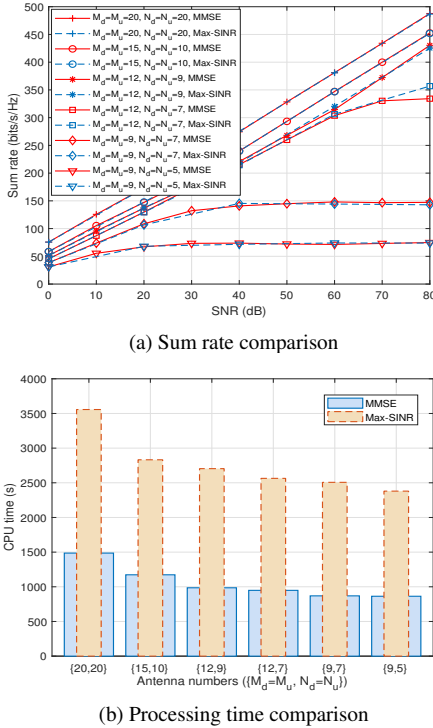 500
450
400
350
300
250
200
150
100
50
0
Sum rate (bits/s/Hz)
M_d=M_u=20, N_d=N_u=20, MMSE
M_d=M_u=20, N_d=N_u=20, Max-SINR
M_d=M_u=15, N_d=N_u=10, MMSE
M_d=M_u=15, N_d=N_u=10, Max-SINR
M_d=M_u=12, N_d=N_u=9, MMSE
M_d=M_u=12, N_d=N_u=9, Max-SINR
M_d=M_u=12, N_d=N_u=7, MMSE
M_d=M_u=12, N_d=N_u=7, Max-SINR
M_d=M_u=9, N_d=N_u=7, MMSE
M_d=M_u=9, N_d=N_u=7, Max-SINR
M_d=M_u=9, N_d=N_u=5, MMSE
M_d=M_u=9, N_d=N_u=5, Max-SINR
0 10 20 30 40 50 60 70 80
SNR (dB)
(a) Sum rate comparison
4000
3500
3000
2500
2000
1500
1000
500
0
CPU time (s)
MMSE
Max-SINR
{20,20} {15,10} {12,9} {12,7} {9,7} {9,5}
Antenna numbers ({M_d=M_u, N_d=N_u})
(b) Processing time comparison